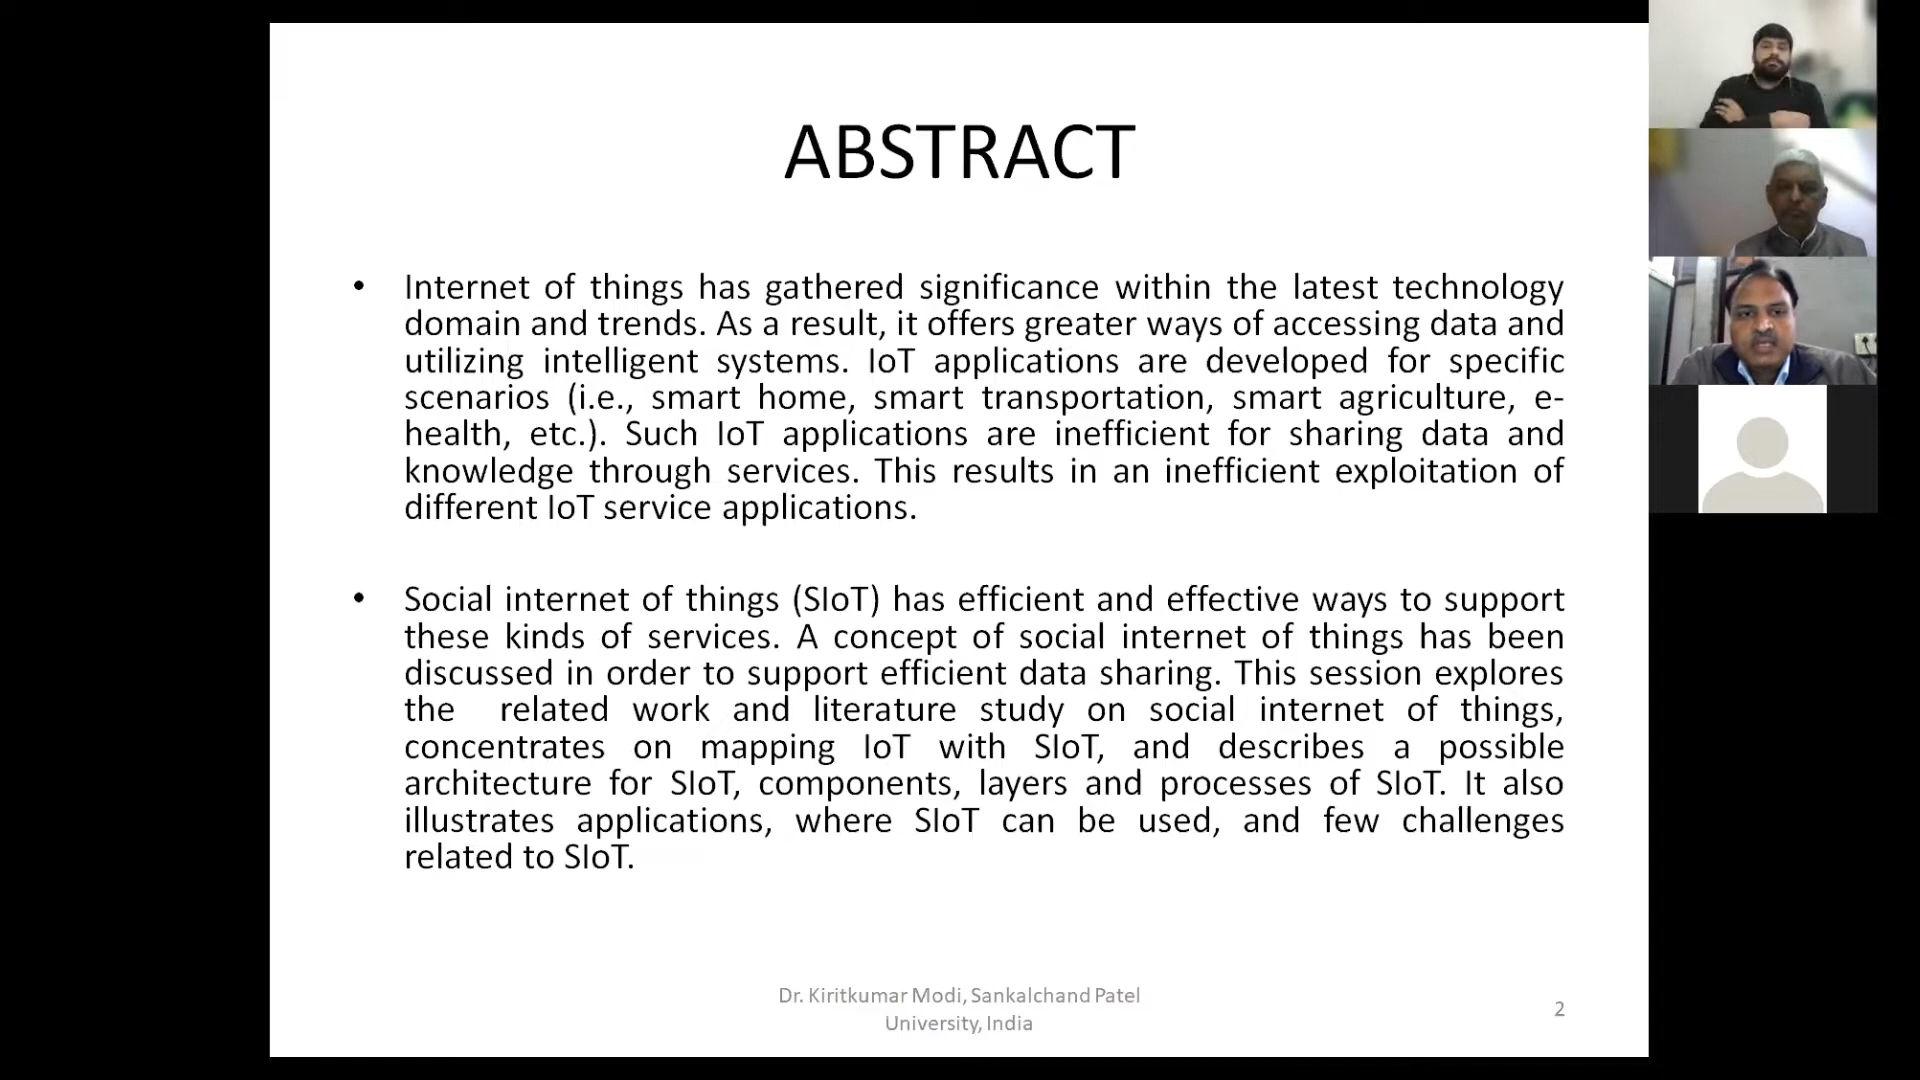 ABSTRACT
• Internet of things has gathered significance within the latest technology
domain and trends. As a result, it offers greater ways of accessing data and
utilizing intelligent systems. IoT applications are developed for specific
scenarios (i.e., smart home, smart transportation, smart agriculture, e-
health, etc.). Such IoT applications are inefficient for sharing data and
knowledge through services. This results in an inefficient exploitation of
different IoT service applications.
• Social internet of things (SIoT) has efficient and effective ways to support
these kinds of services. A concept of social internet of things has been
discussed in order to support efficient data sharing. This session explores
the related work and literature study on social internet of things,
concentrates on mapping IoT with SIoT, and describes a possible
architecture for SIoT, components, layers and processes of SIoT. It also
illustrates applications, where SIoT can be used, and few challenges
related to SIoT.
Dr. Kiritkumar Modi, Sankalchand Patel
University, India
2